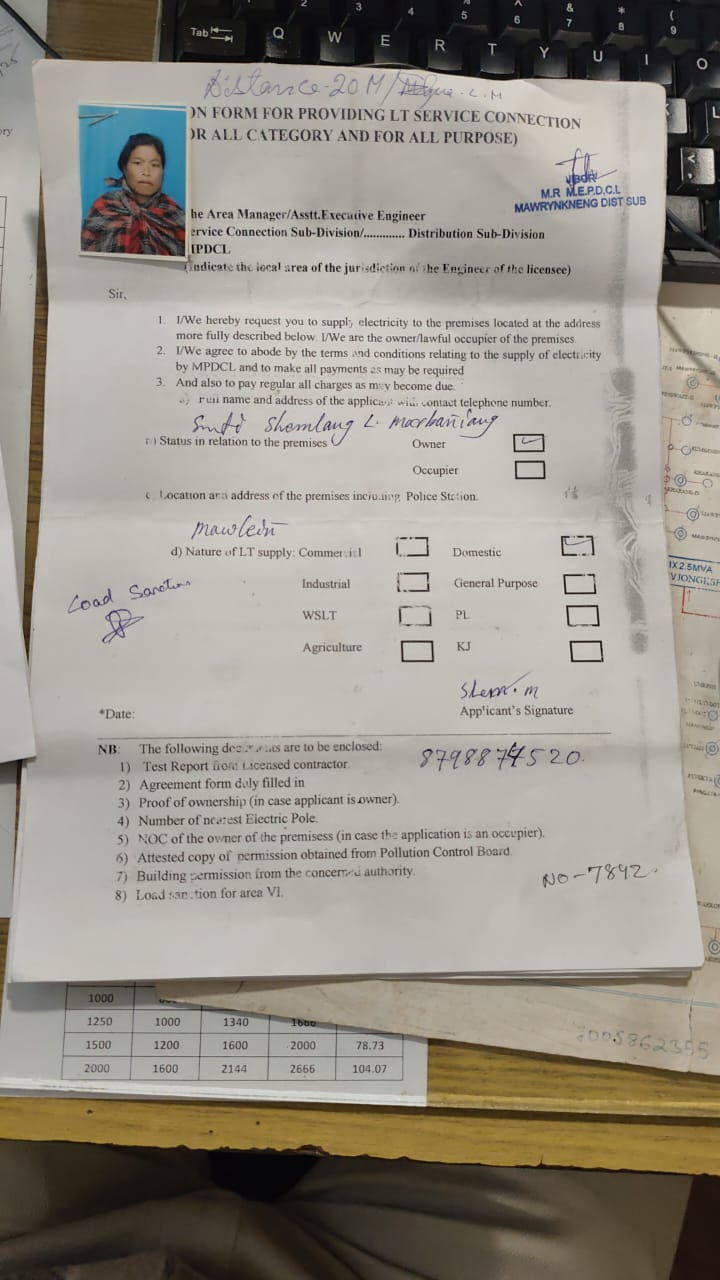 Distance-20 M/
ON FORM FOR PROVIDING LT SERVICE CONNECTION
OR ALL CATEGORY AND FOR ALL PURPOSE)
M.R M.E.P.D.C.L
MAWRYNKNENG DIST SUB
he Area Manager/Asstt.Executive Engineer
ervice Connection Sub-Division/............. Distribution Sub-Division
MPDCL
(Indicate the local area of the jurisdiction of the Engineer of the licensee)
Sir,
1. I/We hereby request you to supply electricity to the premises located at the address
more fully described below. I/We are the owner/lawful occupier of the premises.
2. I/We agree to abode by the terms and conditions relating to the supply of electricity
by MPDCL and to make all payments as may be required
3. And also to pay regular all charges as may become due.
a) Full name and address of the applicant with contact telephone number.
Smti Shemlang L. Marbaniang
b) Status in relation to the premises Owner
Occupier
c Location and address of the premises including Police Station.
Mawlein
d) Nature of LT supply: Commercial Domestic
Load Sanction
Industrial General Purpose
WSLT PL
Agriculture KJ
Shem. m
*Date: Applicant's Signature
NB: The following documents are to be enclosed:
1) Test Report from Licensed contractor.
2) Agreement form duly filled in
3) Proof of ownership (in case applicant is owner).
4) Number of nearest Electric Pole.
5) NOC of the owner of the premisess (in case the application is an occupier).
6) Attested copy of permission obtained from Pollution Control Board.
7) Building permission from the concerned authority.
8) Load sanction for area VI.
NO-7842.
1000
1250 1000 1340 1666
1500 1200 1600 2000 78.73
2000 1600 2144 2666 104.07
7005862355
1X2.5MVA
Tab Q W E R T Y U I O